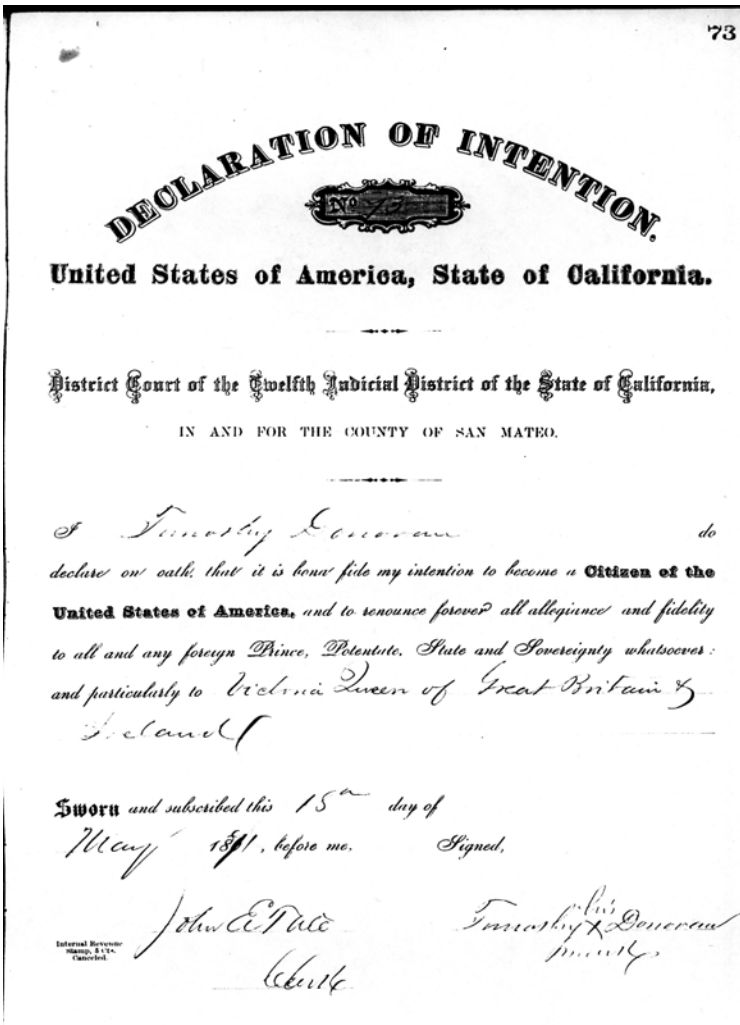 73
DECLARATION OF INTENTION.
No 73
United States of America, State of California.
District Court of the Twelfth Judicial District of the State of California,
IN AND FOR THE COUNTY OF SAN MATEO.
I Timothy Donovan do
declare on oath, that it is bona fide my intention to become a Citizen of the
United States of America, and to renounce forever all allegiance and fidelity
to all and any foreign Prince, Potentate, State and Sovereignty whatsoever:
and particularly to Victoria Queen of Great Britain &
Ireland
Sworn and subscribed this 15th day of
May 1871, before me. Signed,
his
John E Tate Timothy X Donovan
mark
Clerk
Internal Revenue
Stamp, 5 Cts.
Canceled.